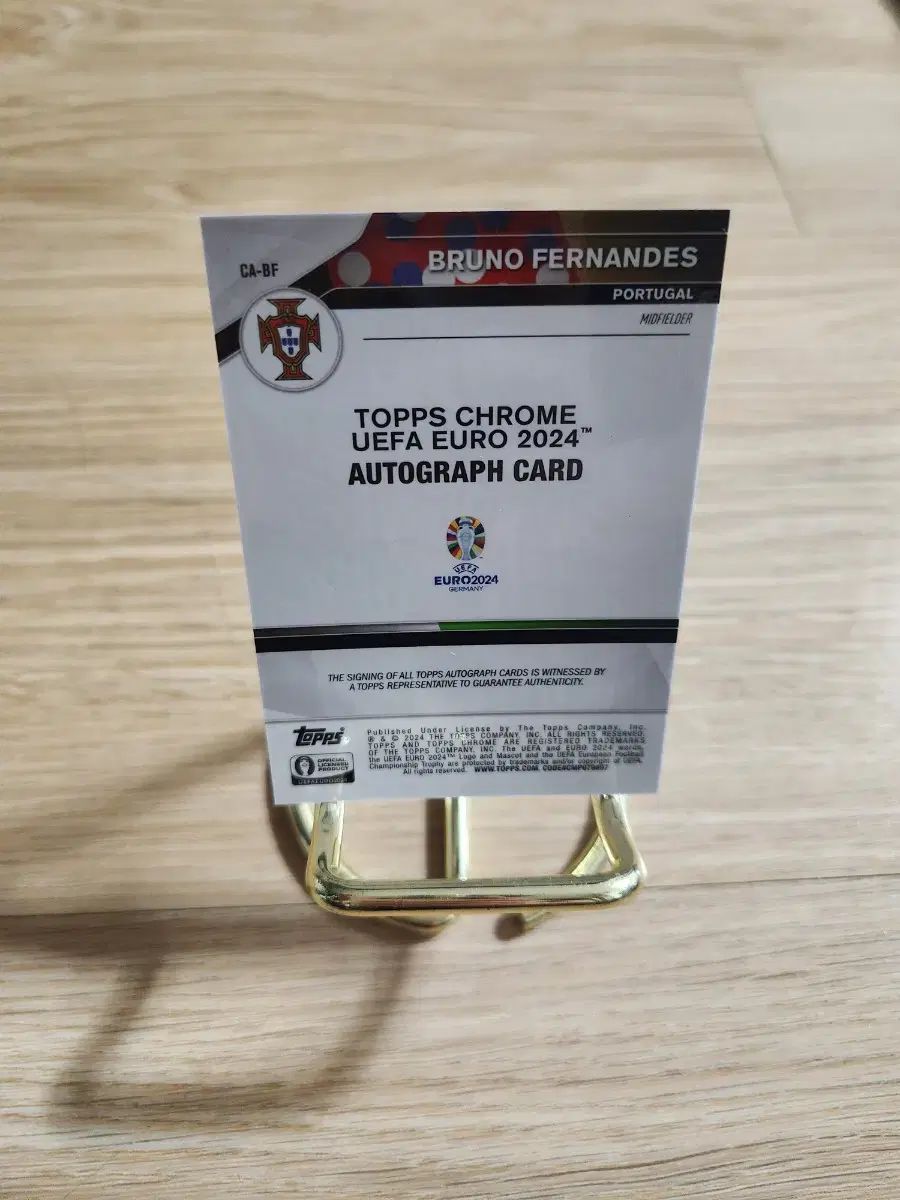 CA-BF
BRUNO FERNANDES
PORTUGAL
MIDFIELDER
TOPPS CHROME
UEFA EURO 2024™
AUTOGRAPH CARD
UEFA
EURO2024
GERMANY
THE SIGNING OF ALL TOPPS AUTOGRAPH CARDS IS WITNESSED BY
A TOPPS REPRESENTATIVE TO GUARANTEE AUTHENTICITY.
topps
OFFICIAL
LICENSED
PRODUCT
UEFAEURO2024
Published Under License by The Topps Company, Inc.
® & © 2024 THE TOPPS COMPANY, INC. ALL RIGHTS RESERVED.
TOPPS AND TOPPS CHROME ARE REGISTERED TRADEMARKS
OF THE TOPPS COMPANY, INC. The UEFA and EURO 2024 words,
the UEFA EURO 2024™ Logo and Mascot and the UEFA European Football
Championship Trophy are protected by trademarks and/or copyright of UEFA.
All rights reserved. WWW.TOPPS.COM